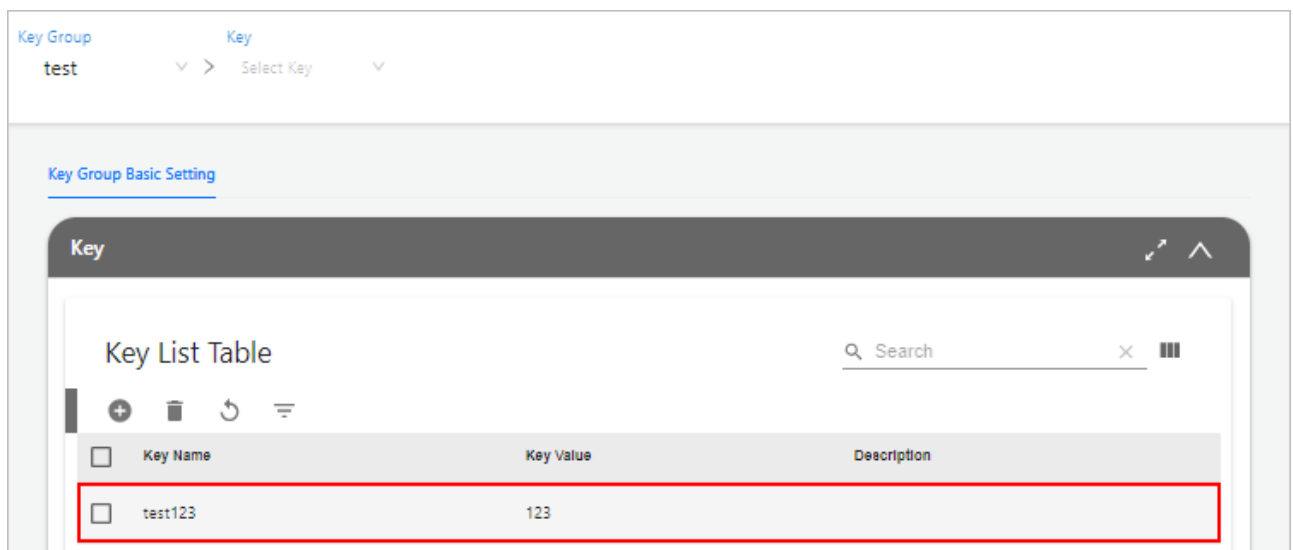 Key Group Key
test > Select Key
Key Group Basic Setting
Key
Key List Table Search
Key Name Key Value Description
test123 123